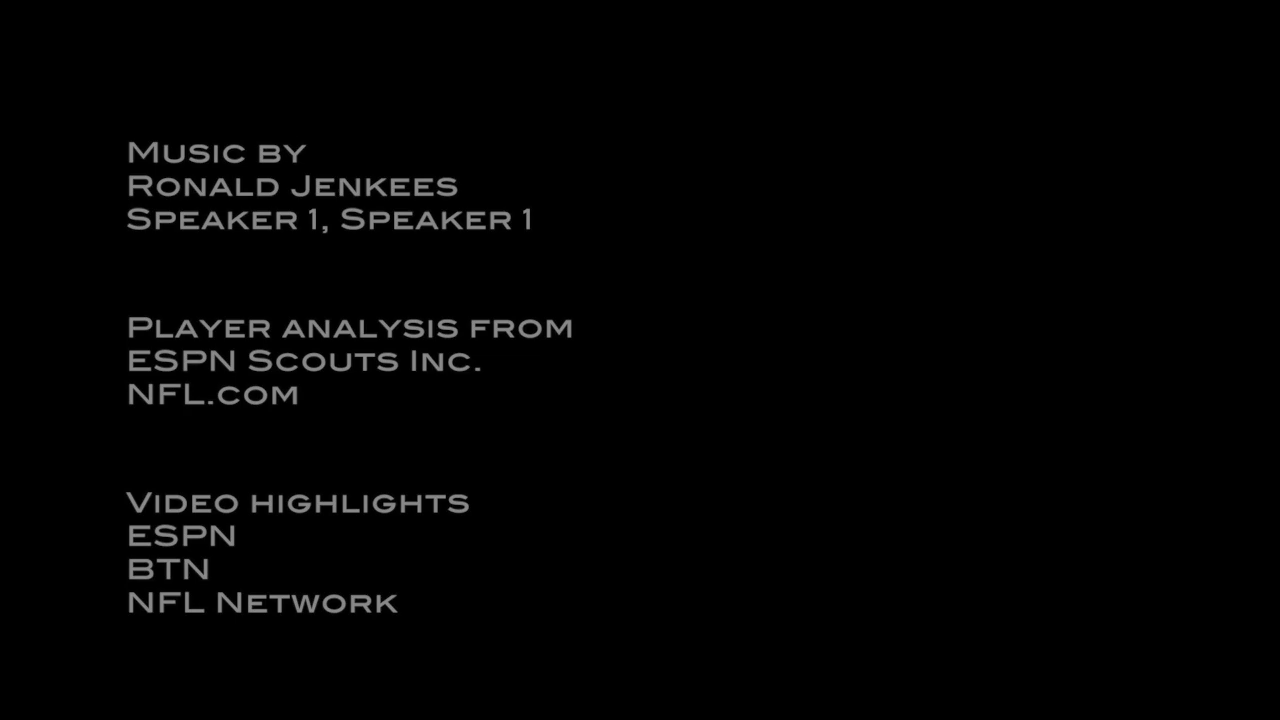 Music by
Ronald Jenkees
Speaker 1, Speaker 1
Player analysis from
ESPN Scouts Inc.
NFL.com
Video highlights
ESPN
BTN
NFL Network